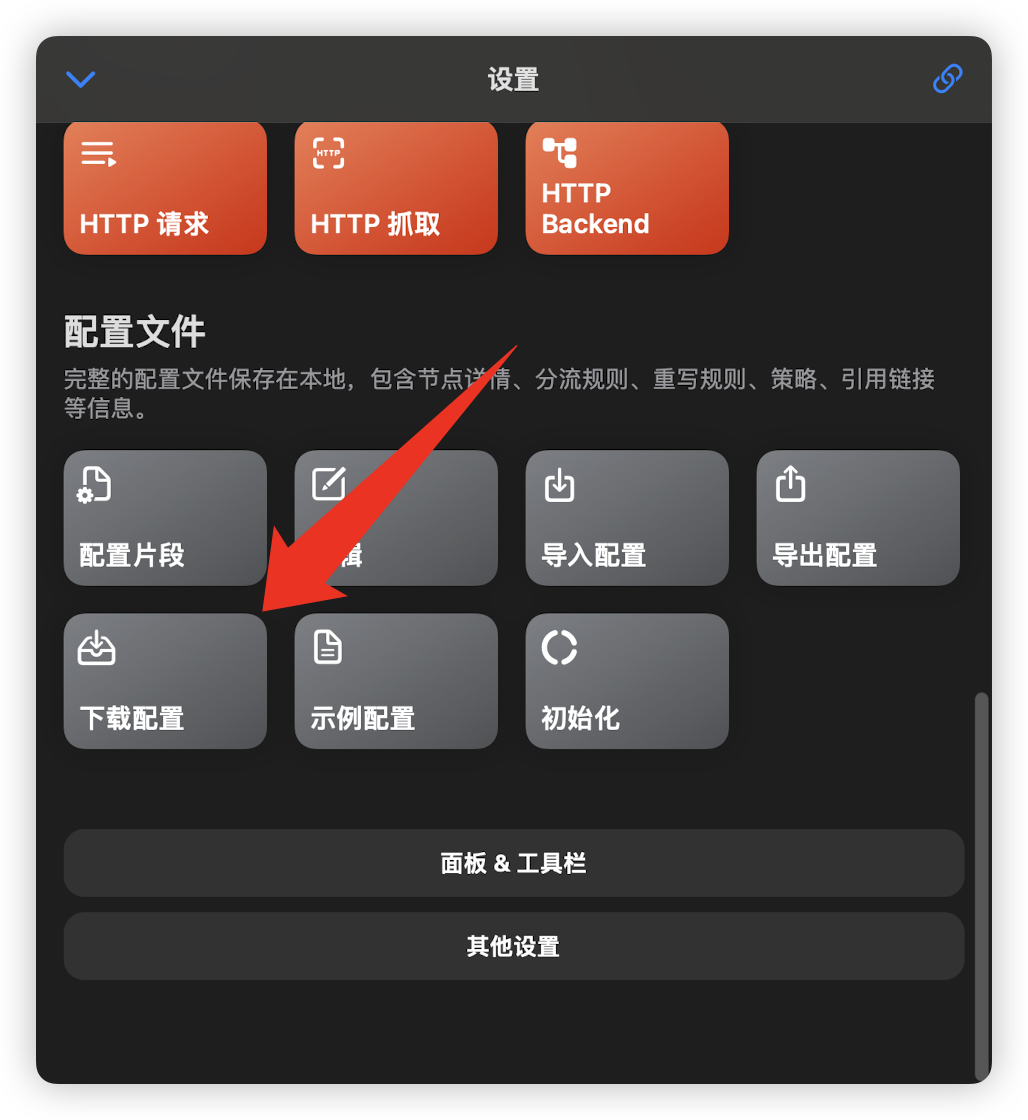 设置
HTTP 请求
HTTP
HTTP 抓取
HTTP
Backend
配置文件
完整的配置文件保存在本地，包含节点详情、分流规则、重写规则、策略、引用链接
等信息。
配置片段
辑
导入配置
导出配置
下载配置
示例配置
初始化
面板 & 工具栏
其他设置